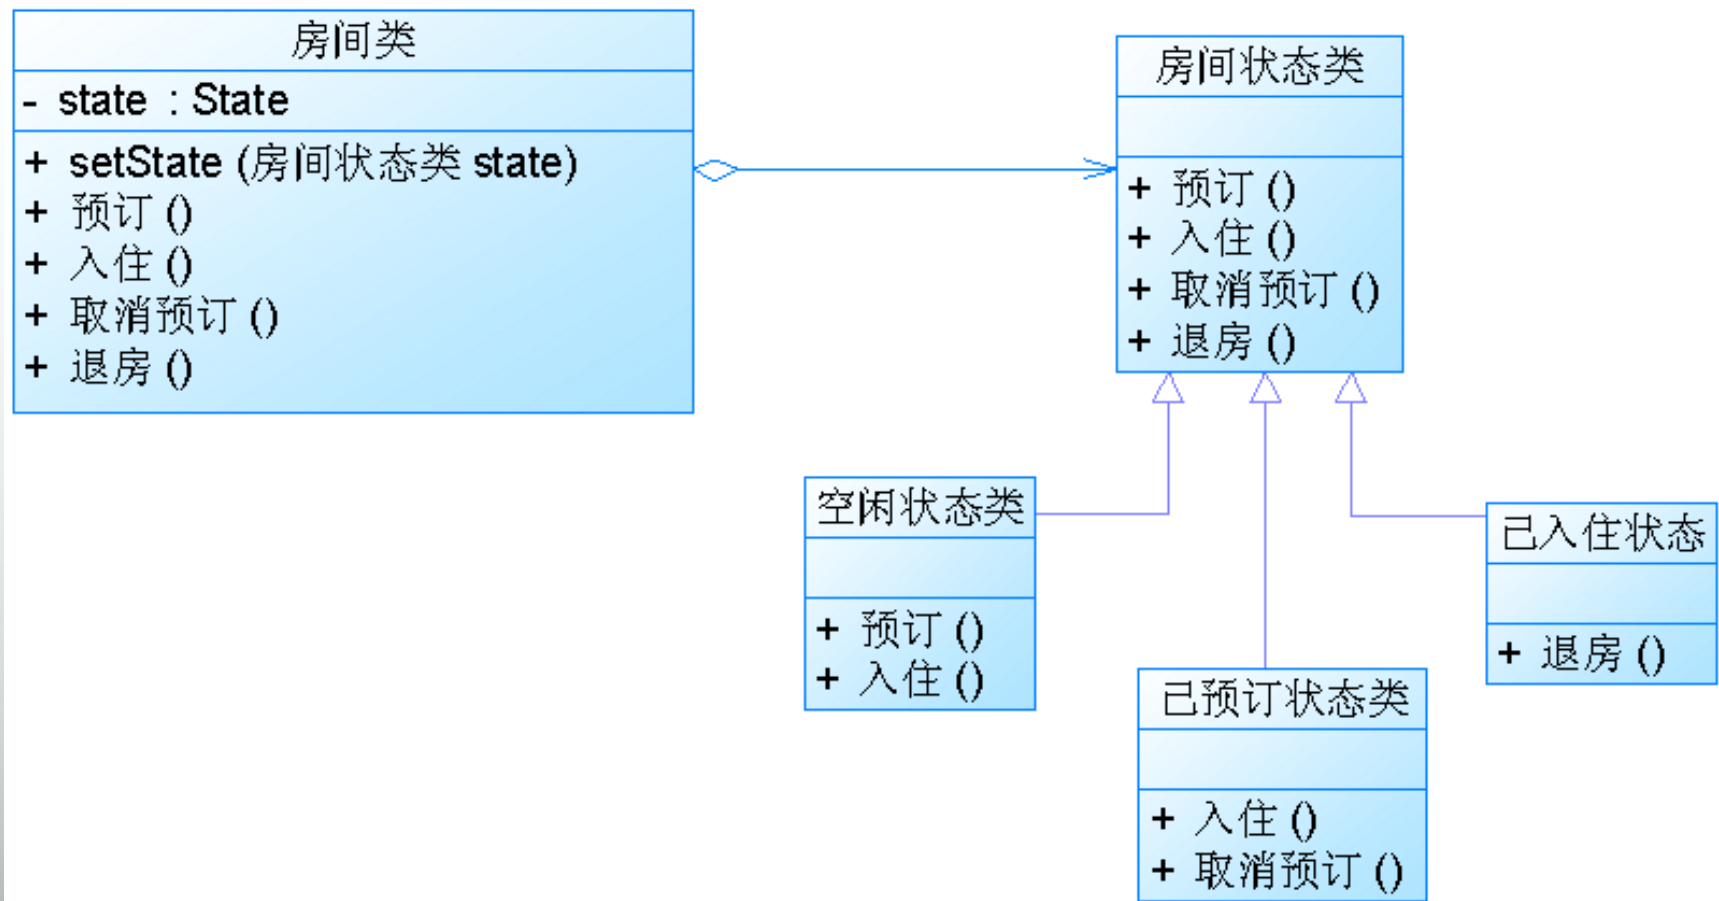 房间类
- state : State
+ setState (房间状态类 state)
+ 预订 ()
+ 入住 ()
+ 取消预订 ()
+ 退房 ()
房间状态类
+ 预订 ()
+ 入住 ()
+ 取消预订 ()
+ 退房 ()
空闲状态类
+ 预订 ()
+ 入住 ()
已预订状态类
+ 入住 ()
+ 取消预订 ()
已入住状态
+ 退房 ()